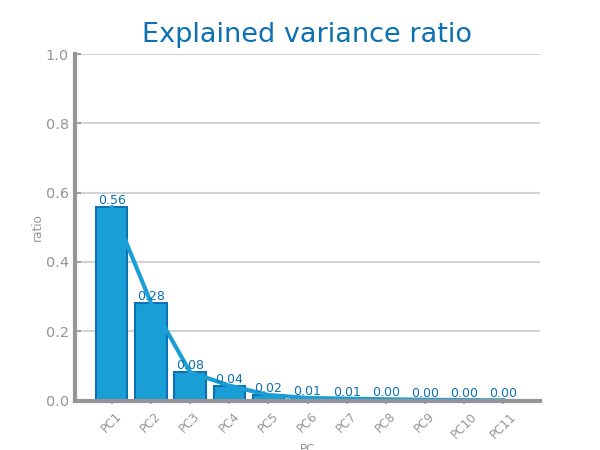 Explained variance ratio
1.0
0.8
0.6
0.4
0.2
0.0
ratio
0.56
0.28
0.08
0.04
0.02
0.01
0.01
0.00
0.00
0.00
0.00
PC1
PC2
PC3
PC4
PC5
PC6
PC7
PC8
PC9
PC10
PC11
PC